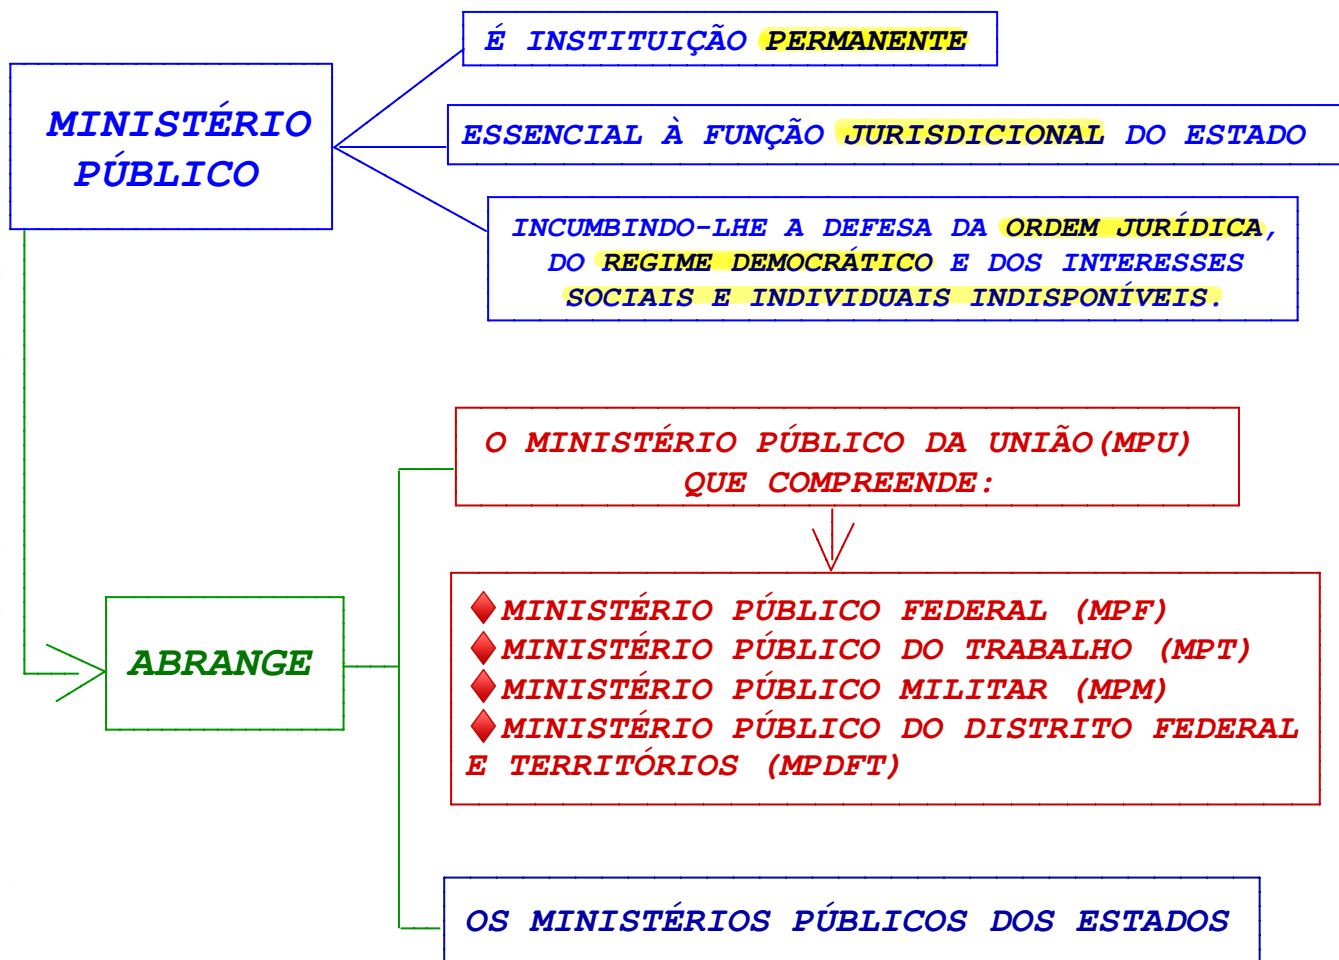 É INSTITUIÇÃO PERMANENTE
MINISTÉRIO
PÚBLICO
ESSENCIAL À FUNÇÃO JURISDICIONAL DO ESTADO
INCUMBINDO-LHE A DEFESA DA ORDEM JURÍDICA,
DO REGIME DEMOCRÁTICO E DOS INTERESSES
SOCIAIS E INDIVIDUAIS INDISPONÍVEIS.
O MINISTÉRIO PÚBLICO DA UNIÃO(MPU)
QUE COMPREENDE:
MINISTÉRIO PÚBLICO FEDERAL (MPF)
MINISTÉRIO PÚBLICO DO TRABALHO (MPT)
MINISTÉRIO PÚBLICO MILITAR (MPM)
MINISTÉRIO PÚBLICO DO DISTRITO FEDERAL
E TERRITÓRIOS (MPDFT)
ABRANGE
OS MINISTÉRIOS PÚBLICOS DOS ESTADOS